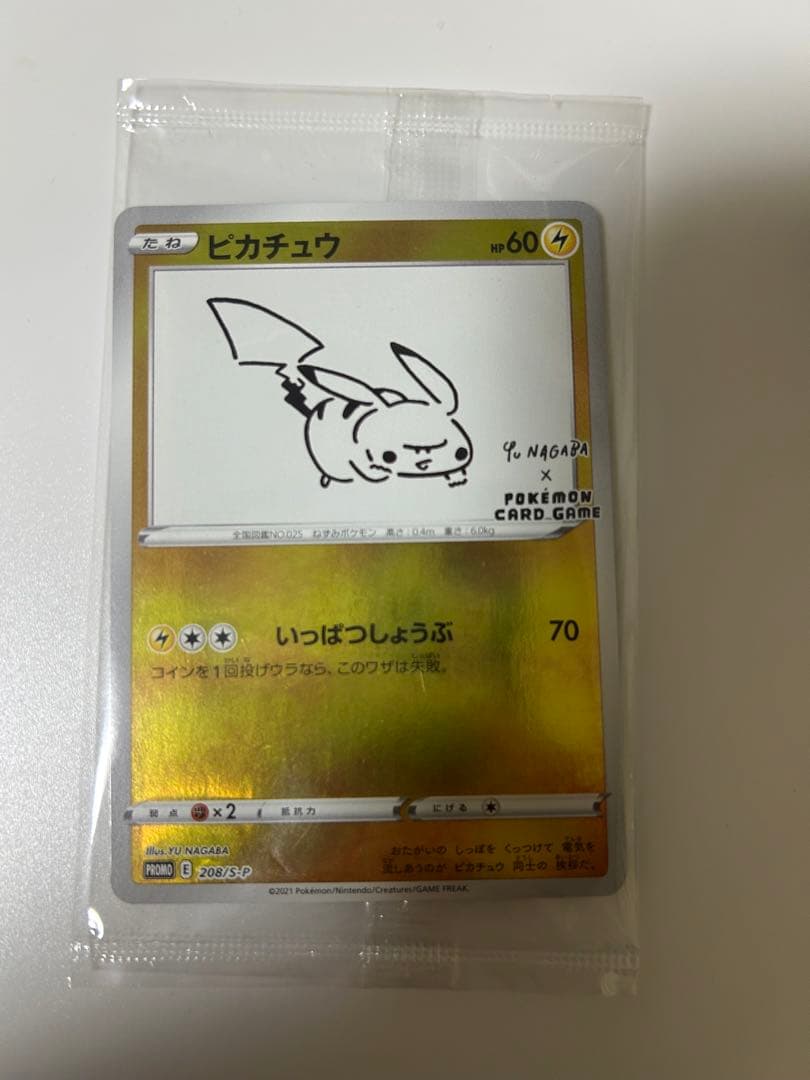 たね ピカチュウ HP 60
Yu NAGABA
×
POKÉMON
CARD GAME
全国図鑑NO.025 ねずみポケモン 高さ:0.4m 重さ:6.0kg
いっぱつしょうぶ 70
コインを1回投げウラなら、このワザは失敗。
弱点 ×2 抵抗力 にげる
Illus. YU NAGABA
おたがいの しっぽを くっつけて 電気を
流しあうのが ピカチュウ 同士の 挨拶だ。
PROMO E 208/S-P
©2021 Pokémon/Nintendo/Creatures/GAME FREAK.